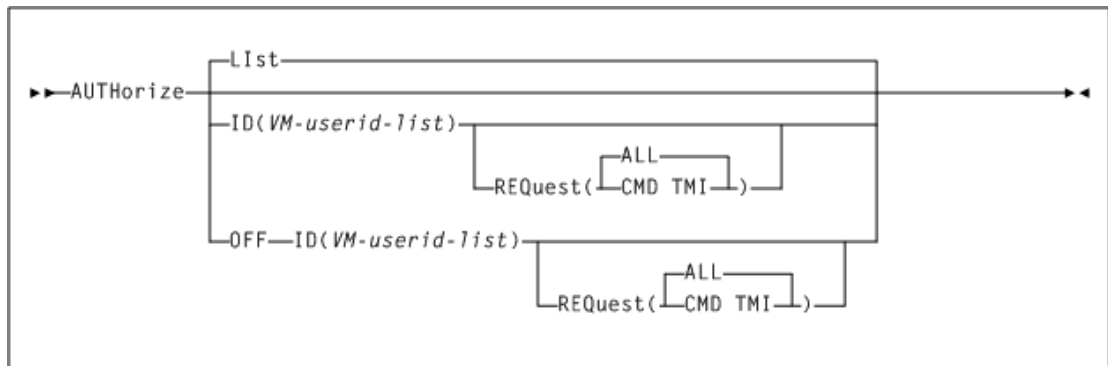 LIst
AUTHorize
ID(VM-userid-list)
ALL
REQuest( CMD TMI )
OFF ID(VM-userid-list)
ALL
REQuest( CMD TMI )